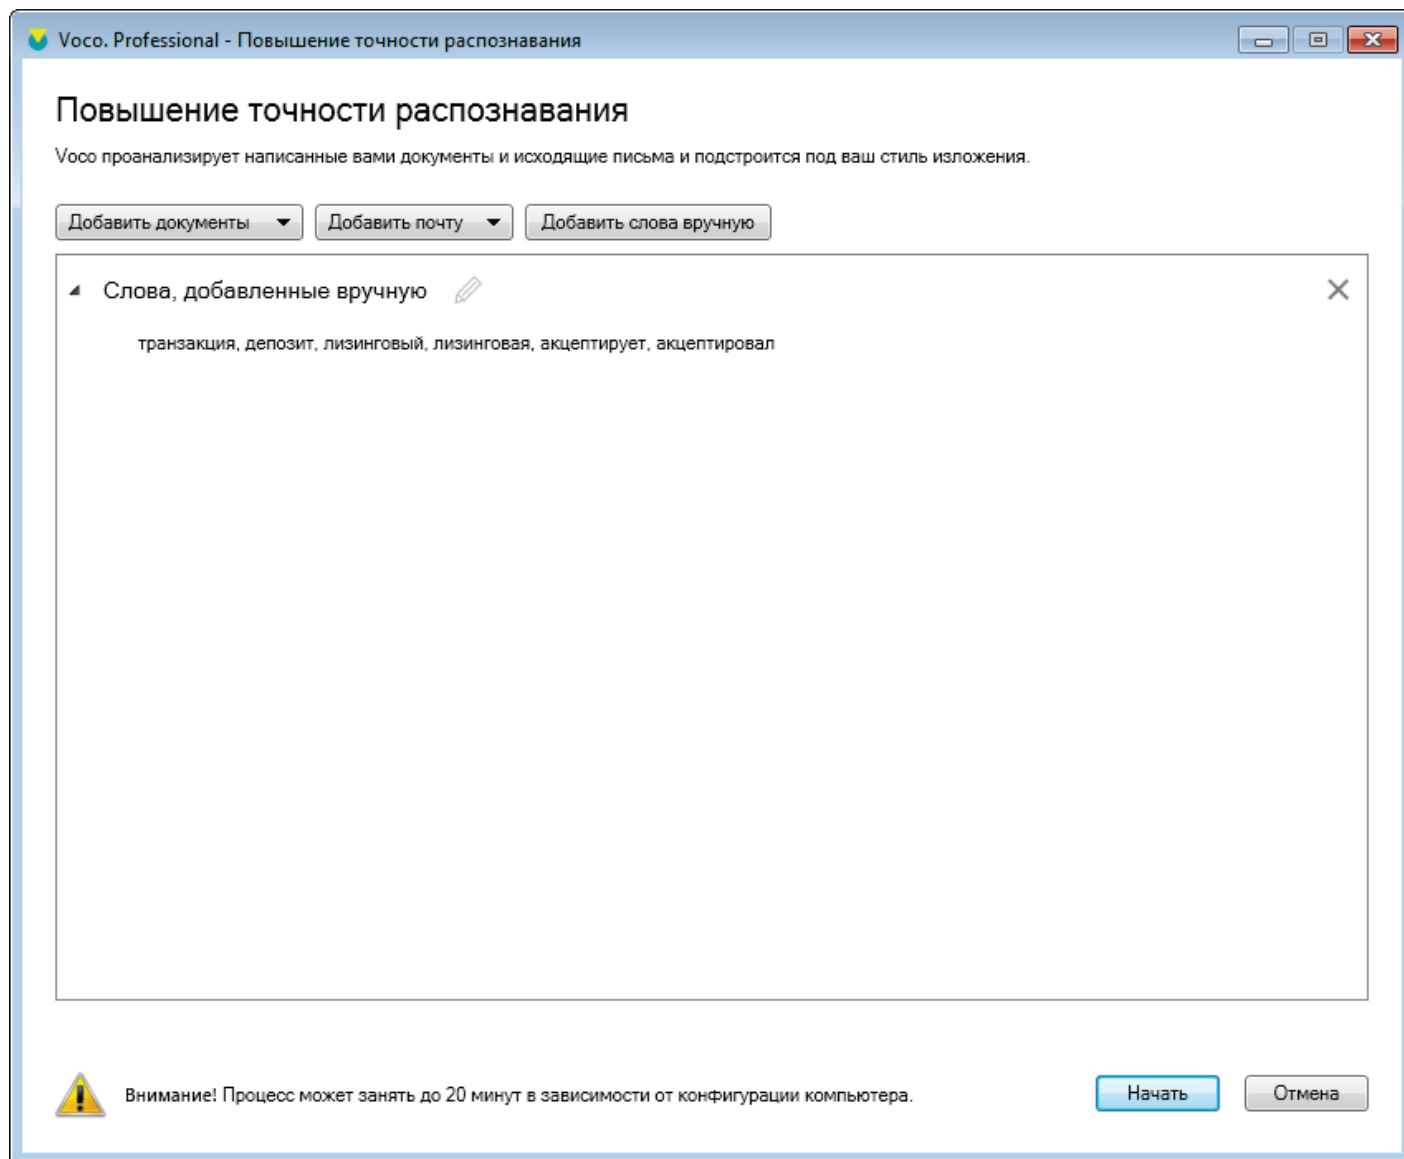 Voco. Professional - Повышение точности распознавания
Повышение точности распознавания
Voco проанализирует написанные вами документы и исходящие письма и подстроится под ваш стиль изложения.
Добавить документы Добавить почту Добавить слова вручную
Слова, добавленные вручную
транзакция, депозит, лизинговый, лизинговая, акцептирует, акцептировал
Внимание! Процесс может занять до 20 минут в зависимости от конфигурации компьютера. Начать Отмена